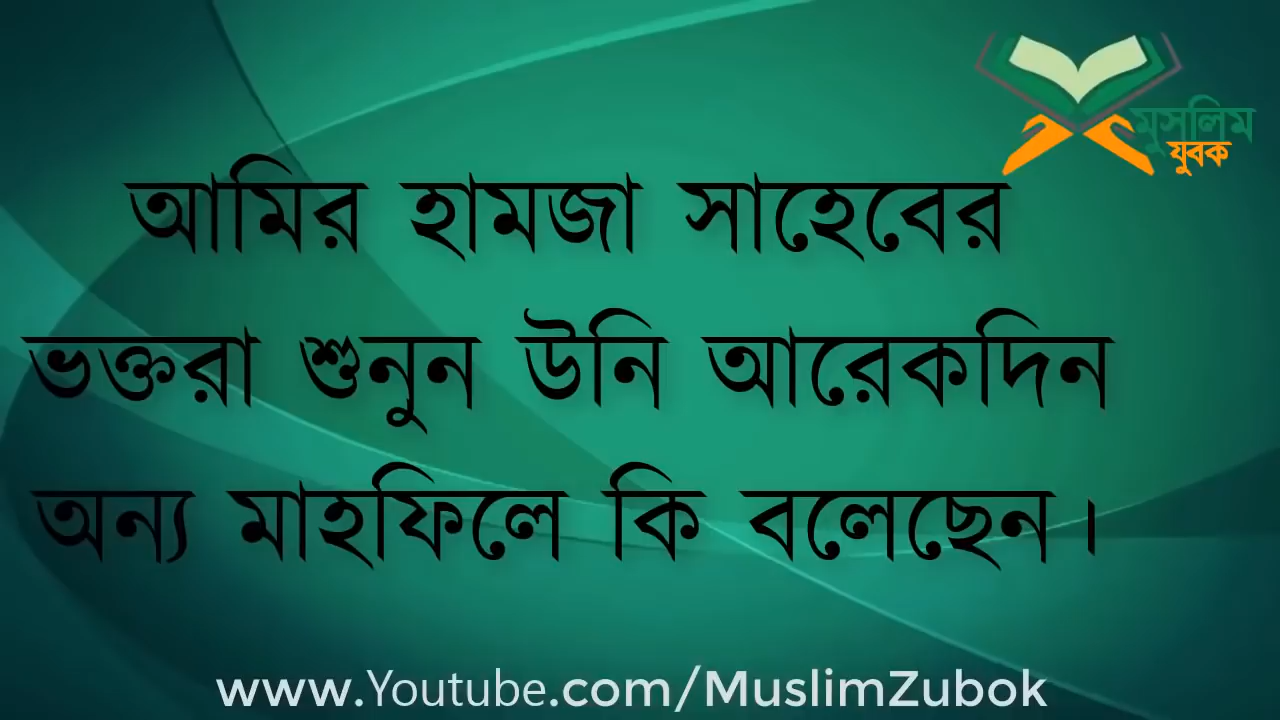 মুসলিম
যুবক
আমির হামজা সাহেবের
ভক্তরা শুনুন উনি আরেকদিন
অন্য মাহফিলে কি বলেছেন।
www.Youtube.com/MuslimZubok